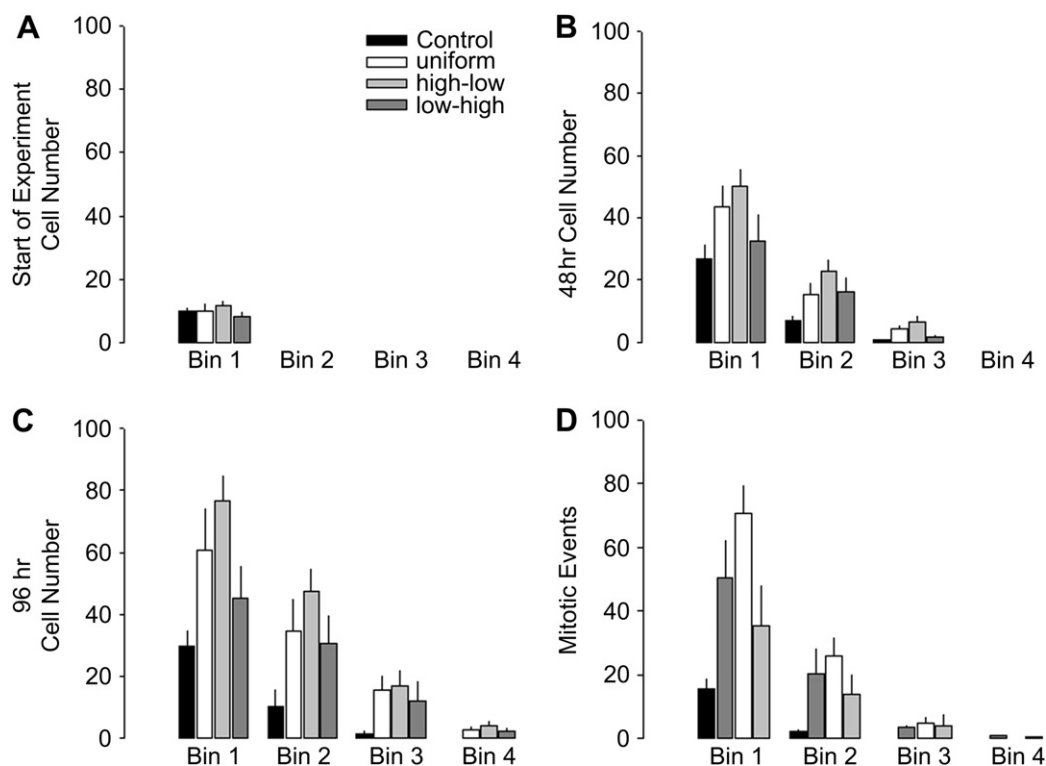 A
100
80
60
40
20
0
Start of Experiment
Cell Number
Control
uniform
high-low
low-high
Bin 1 Bin 2 Bin 3 Bin 4
B
100
80
60
40
20
0
48hr Cell Number
Bin 1 Bin 2 Bin 3 Bin 4
C
100
80
60
40
20
0
96 hr
Cell Number
Bin 1 Bin 2 Bin 3 Bin 4
D
100
80
60
40
20
0
Mitotic Events
Bin 1 Bin 2 Bin 3 Bin 4